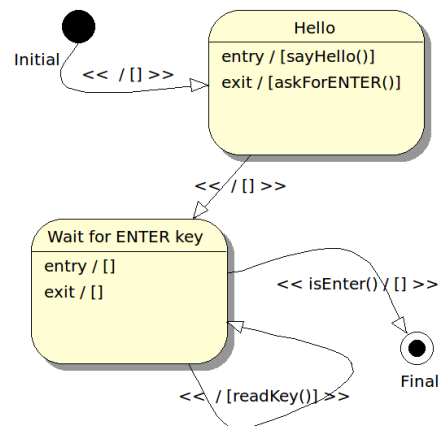 Initial
<<  / [] >>
Hello
entry / [sayHello()]
exit / [askForENTER()]
<<  / [] >>
Wait for ENTER key
entry / []
exit / []
<< isEnter() / [] >>
Final
<<  / [readKey()] >>